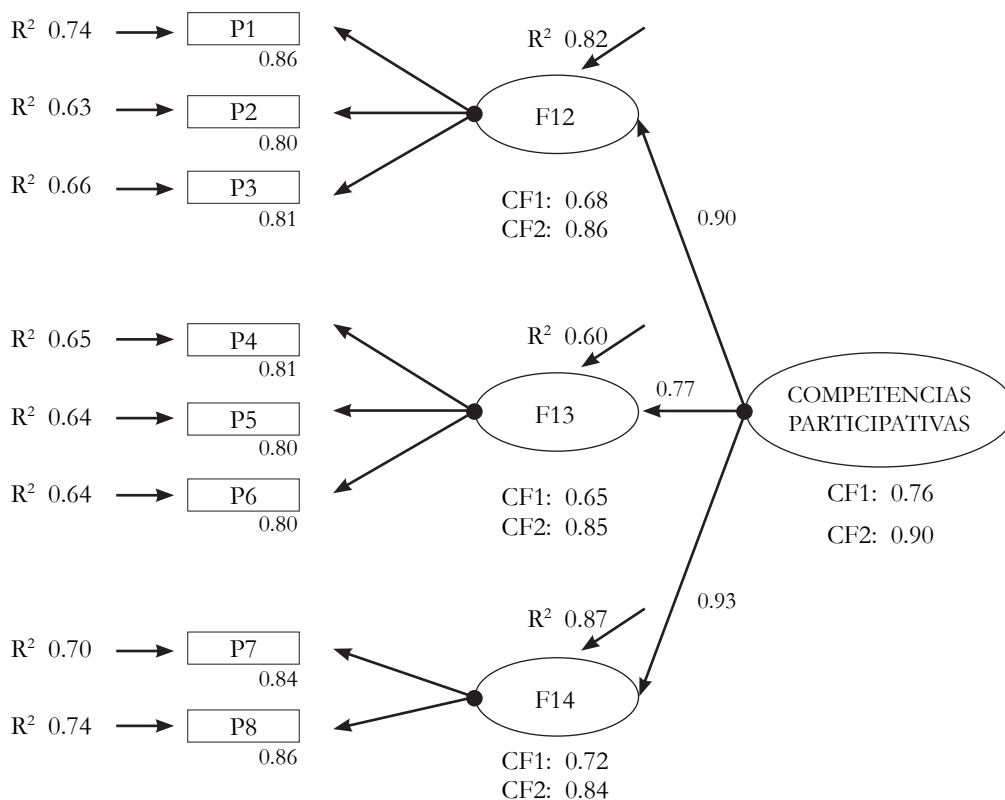 R² 0.74
P1
0.86
R² 0.63
P2
0.80
R² 0.66
P3
0.81
R² 0.82
F12
CF1: 0.68
CF2: 0.86
0.90
R² 0.65
P4
0.81
R² 0.64
P5
0.80
R² 0.64
P6
0.80
R² 0.60
F13
CF1: 0.65
CF2: 0.85
0.77
COMPETENCIAS
PARTICIPATIVAS
CF1: 0.76
CF2: 0.90
R² 0.70
P7
0.84
R² 0.74
P8
0.86
R² 0.87
F14
CF1: 0.72
CF2: 0.84
0.93